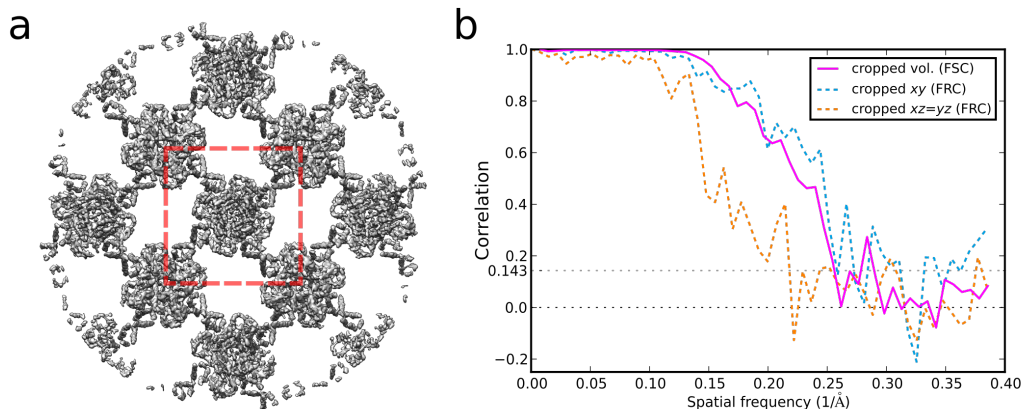 a
b
1.0
0.8
0.6
0.4
0.2
0.143
0.0
−0.2
Correlation
cropped vol. (FSC)
cropped xy (FRC)
cropped xz=yz (FRC)
0.00 0.05 0.10 0.15 0.20 0.25 0.30 0.35 0.40
Spatial frequency (1/Å)